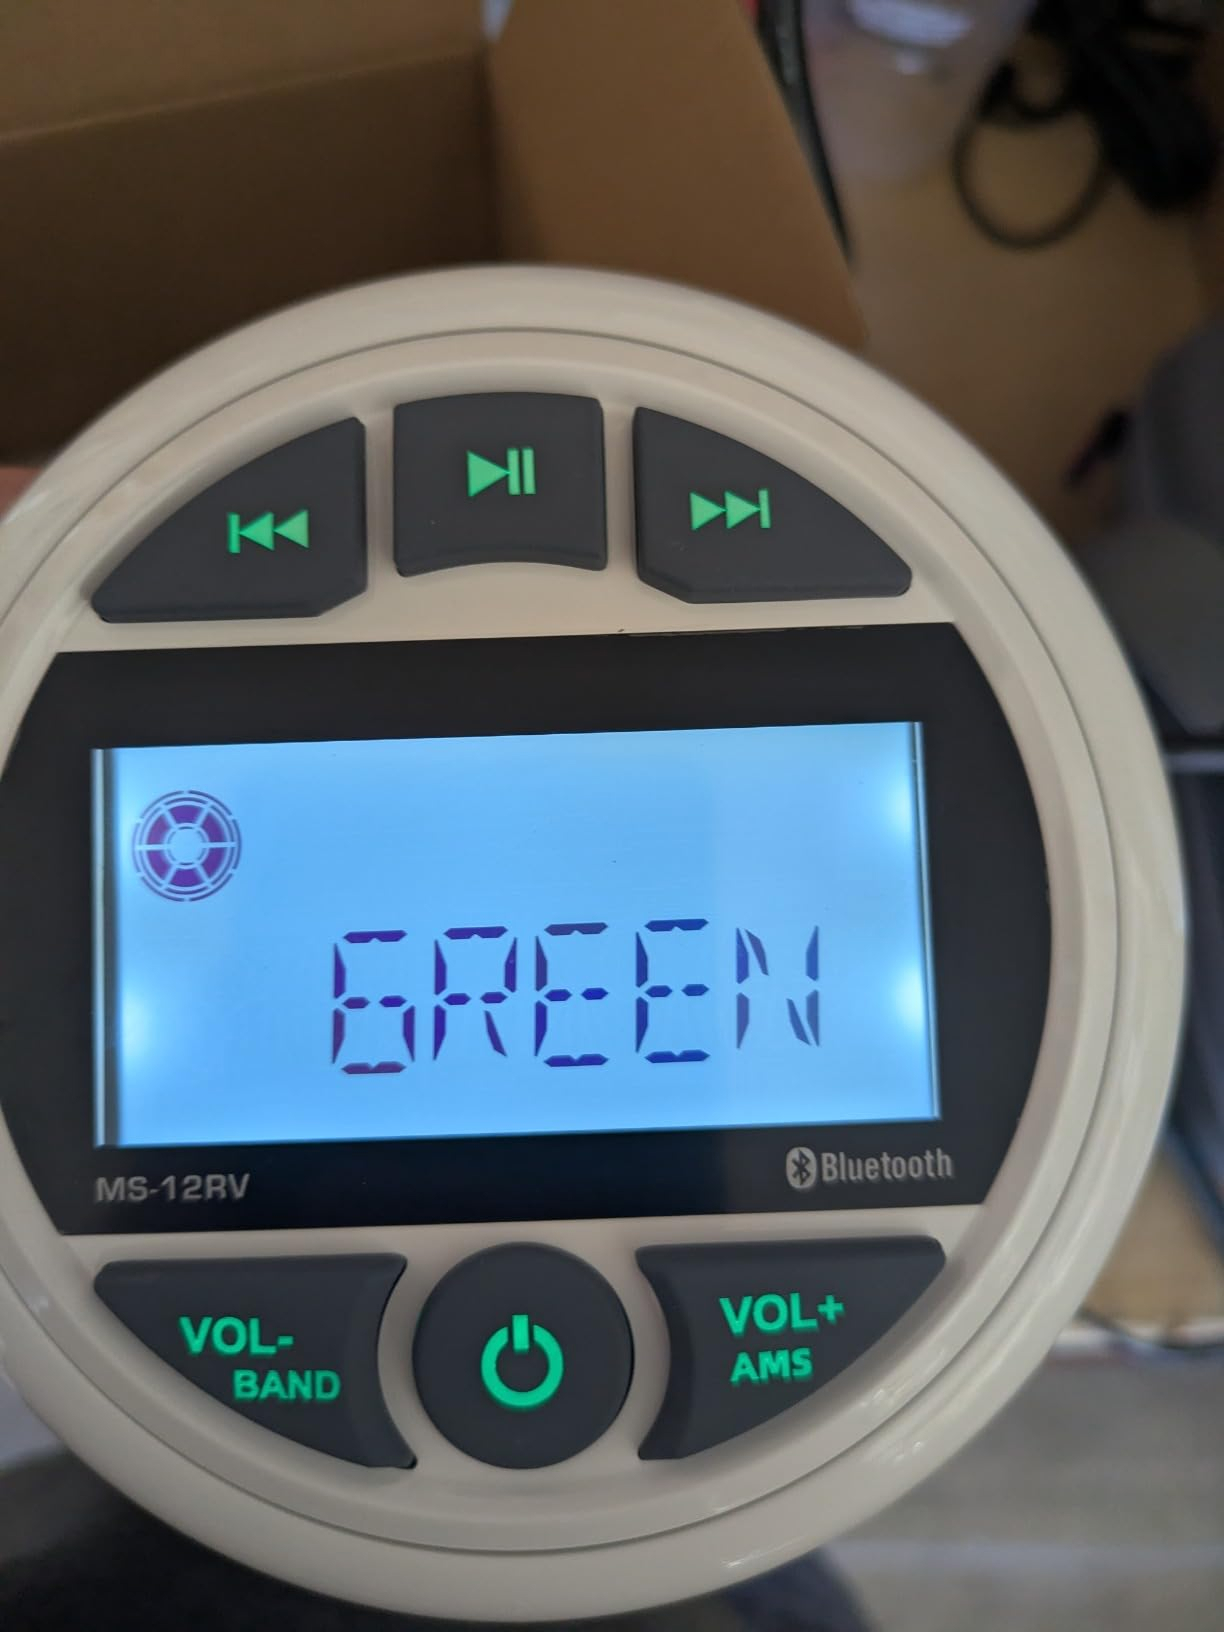 GREEN
MS-12RV
Bluetooth
VOL-
BAND
VOL+
AMS